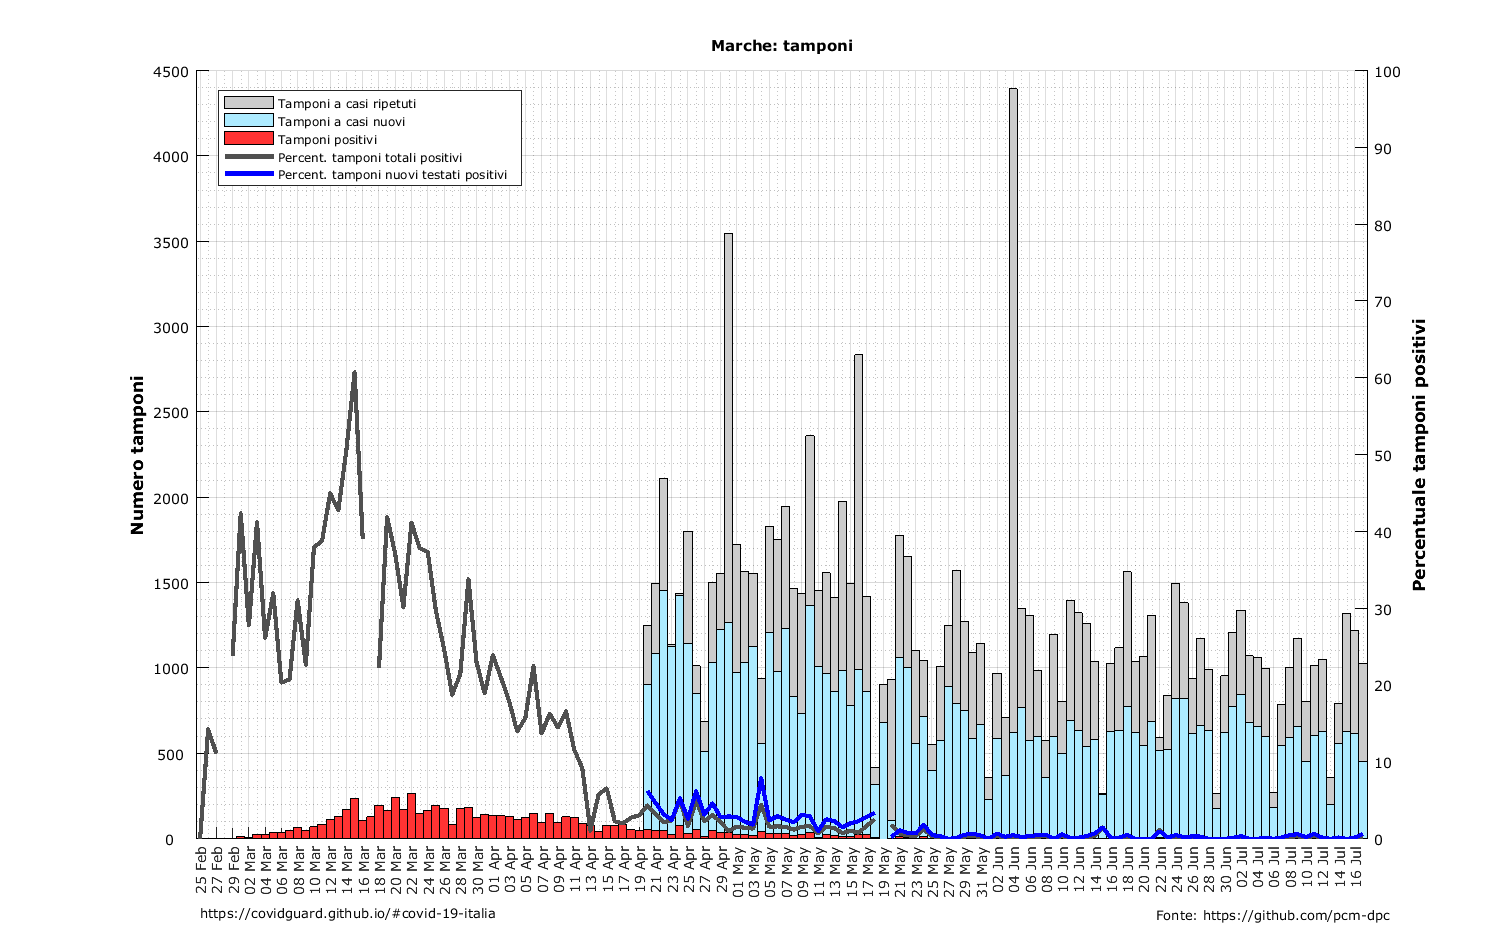 Marche: tamponi
4500
4000
3500
3000
2500
2000
1500
1000
500
0
Numero tamponi
Tamponi a casi ripetuti
Tamponi a casi nuovi
Tamponi positivi
Percent. tamponi totali positivi
Percent. tamponi nuovi testati positivi
100
90
80
70
60
50
40
30
20
10
0
Percentuale tamponi positivi
25 Feb
27 Feb
29 Feb
02 Mar
04 Mar
06 Mar
08 Mar
10 Mar
12 Mar
14 Mar
16 Mar
18 Mar
20 Mar
22 Mar
24 Mar
26 Mar
28 Mar
30 Mar
01 Apr
03 Apr
05 Apr
07 Apr
09 Apr
11 Apr
13 Apr
15 Apr
17 Apr
19 Apr
21 Apr
23 Apr
25 Apr
27 Apr
29 Apr
01 May
03 May
05 May
07 May
09 May
11 May
13 May
15 May
17 May
19 May
21 May
23 May
25 May
27 May
29 May
31 May
02 Jun
04 Jun
06 Jun
08 Jun
10 Jun
12 Jun
14 Jun
16 Jun
18 Jun
20 Jun
22 Jun
24 Jun
26 Jun
28 Jun
30 Jun
02 Jul
04 Jul
06 Jul
08 Jul
10 Jul
12 Jul
14 Jul
16 Jul
https://covidguard.github.io/#covid-19-italia
Fonte: https://github.com/pcm-dpc